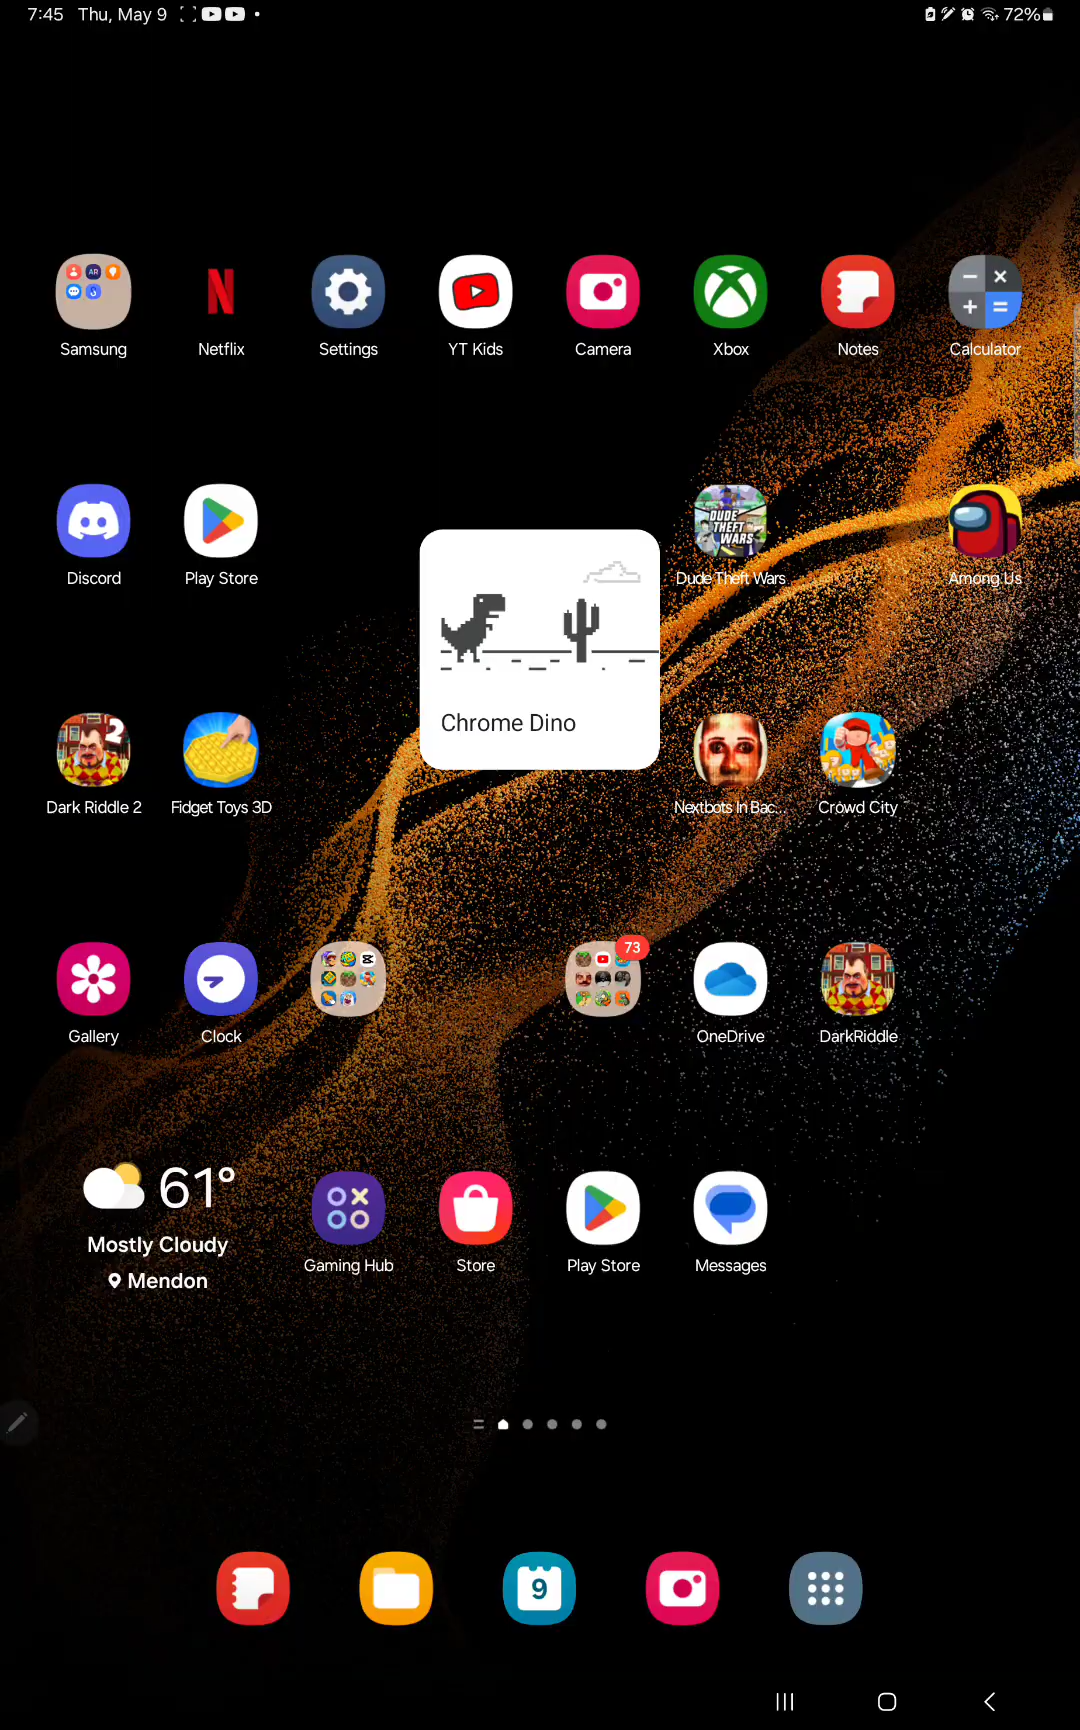 7:45 Thu, May 9
72%
Samsung
Netflix
Settings
YT Kids
Camera
Xbox
Notes
Calculator
AR
Discord
Play Store
DUDE
THEFT
WARS
Dude Theft Wars
Among Us
Chrome Dino
2
Dark Riddle 2
Fidget Toys 3D
Nextbots In Bac...
Crowd City
73
Gallery
Clock
OneDrive
DarkRiddle
61°
Mostly Cloudy
Mendon
Gaming Hub
Store
Play Store
Messages
9